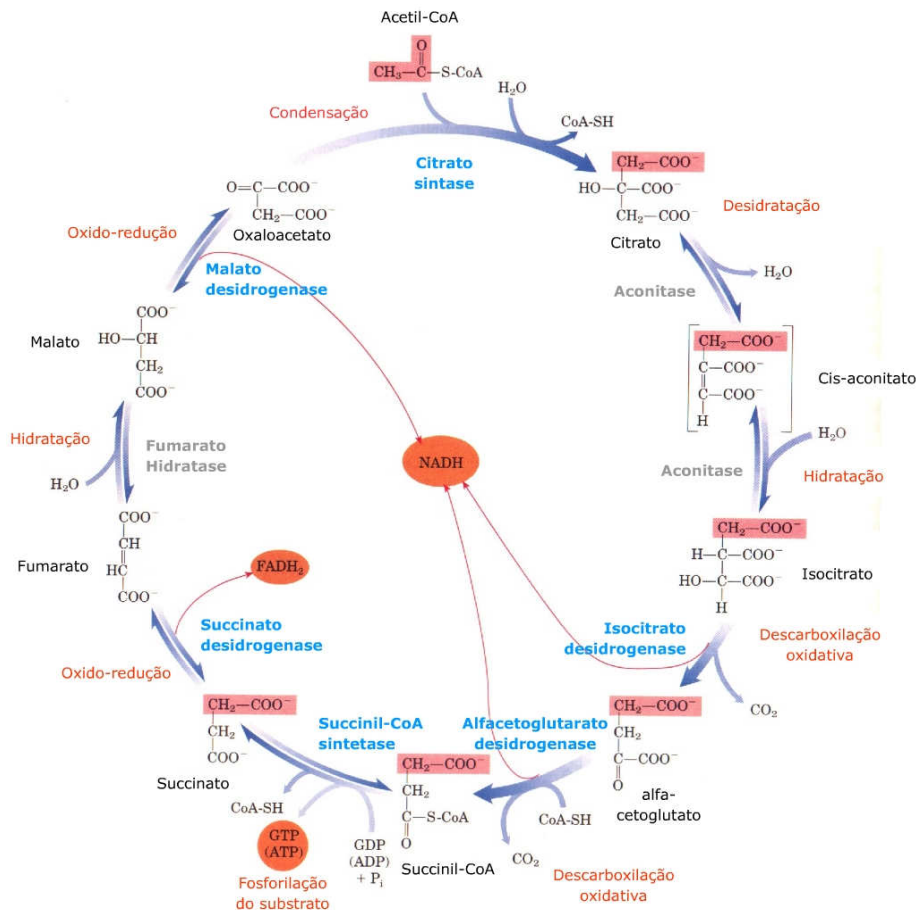 Acetil-CoA
O
CH₃—C—S-CoA
H₂O
Condensação
CoA-SH
Citrato
sintase
CH₂—COO⁻
HO—C—COO⁻
CH₂—COO⁻
Citrato
Desidratação
H₂O
Aconitase
CH₂—COO⁻
C—COO⁻
C—COO⁻
H
Cis-aconitato
H₂O
Aconitase
Hidratação
CH₂—COO⁻
H—C—COO⁻
HO—C—COO⁻
H
Isocitrato
Isocitrato
desidrogenase
Descarboxilação
oxidativa
CO₂
CH₂—COO⁻
CH₂
C—COO⁻
O
alfa-
cetoglutato
Alfacetoglutarato
desidrogenase
CoA-SH
CO₂
Descarboxilação
oxidativa
CH₂—COO⁻
CH₂
C—S-CoA
O
Succinil-CoA
Succinil-CoA
sintetase
GDP
(ADP)
+ Pᵢ
GTP
(ATP)
CoA-SH
Fosforilação
do substrato
CH₂—COO⁻
CH₂
COO⁻
Succinato
Succinato
desidrogenase
Oxido-redução
FADH₂
COO⁻
CH
HC
COO⁻
Fumarato
H₂O
Hidratação
Fumarato
Hidratase
COO⁻
HO—CH
CH₂
COO⁻
Malato
Malato
desidrogenase
Oxido-redução
NADH
O=C—COO⁻
CH₂—COO⁻
Oxaloacetato